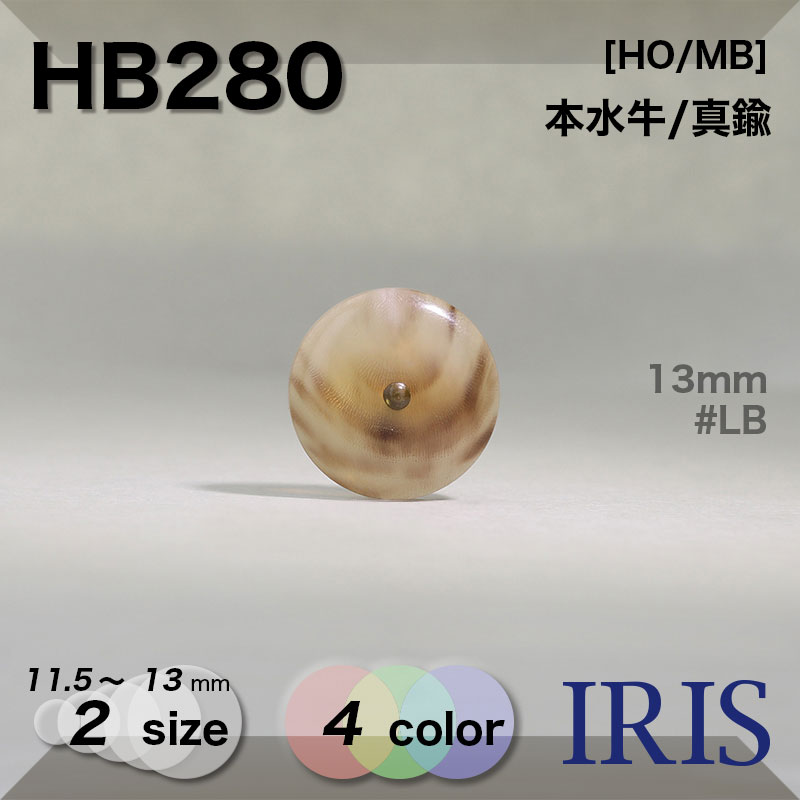 HB280
[HO/MB]
本水牛/真鍮
13mm
#LB
11.5～ 13 mm
2 size
4 color
IRIS